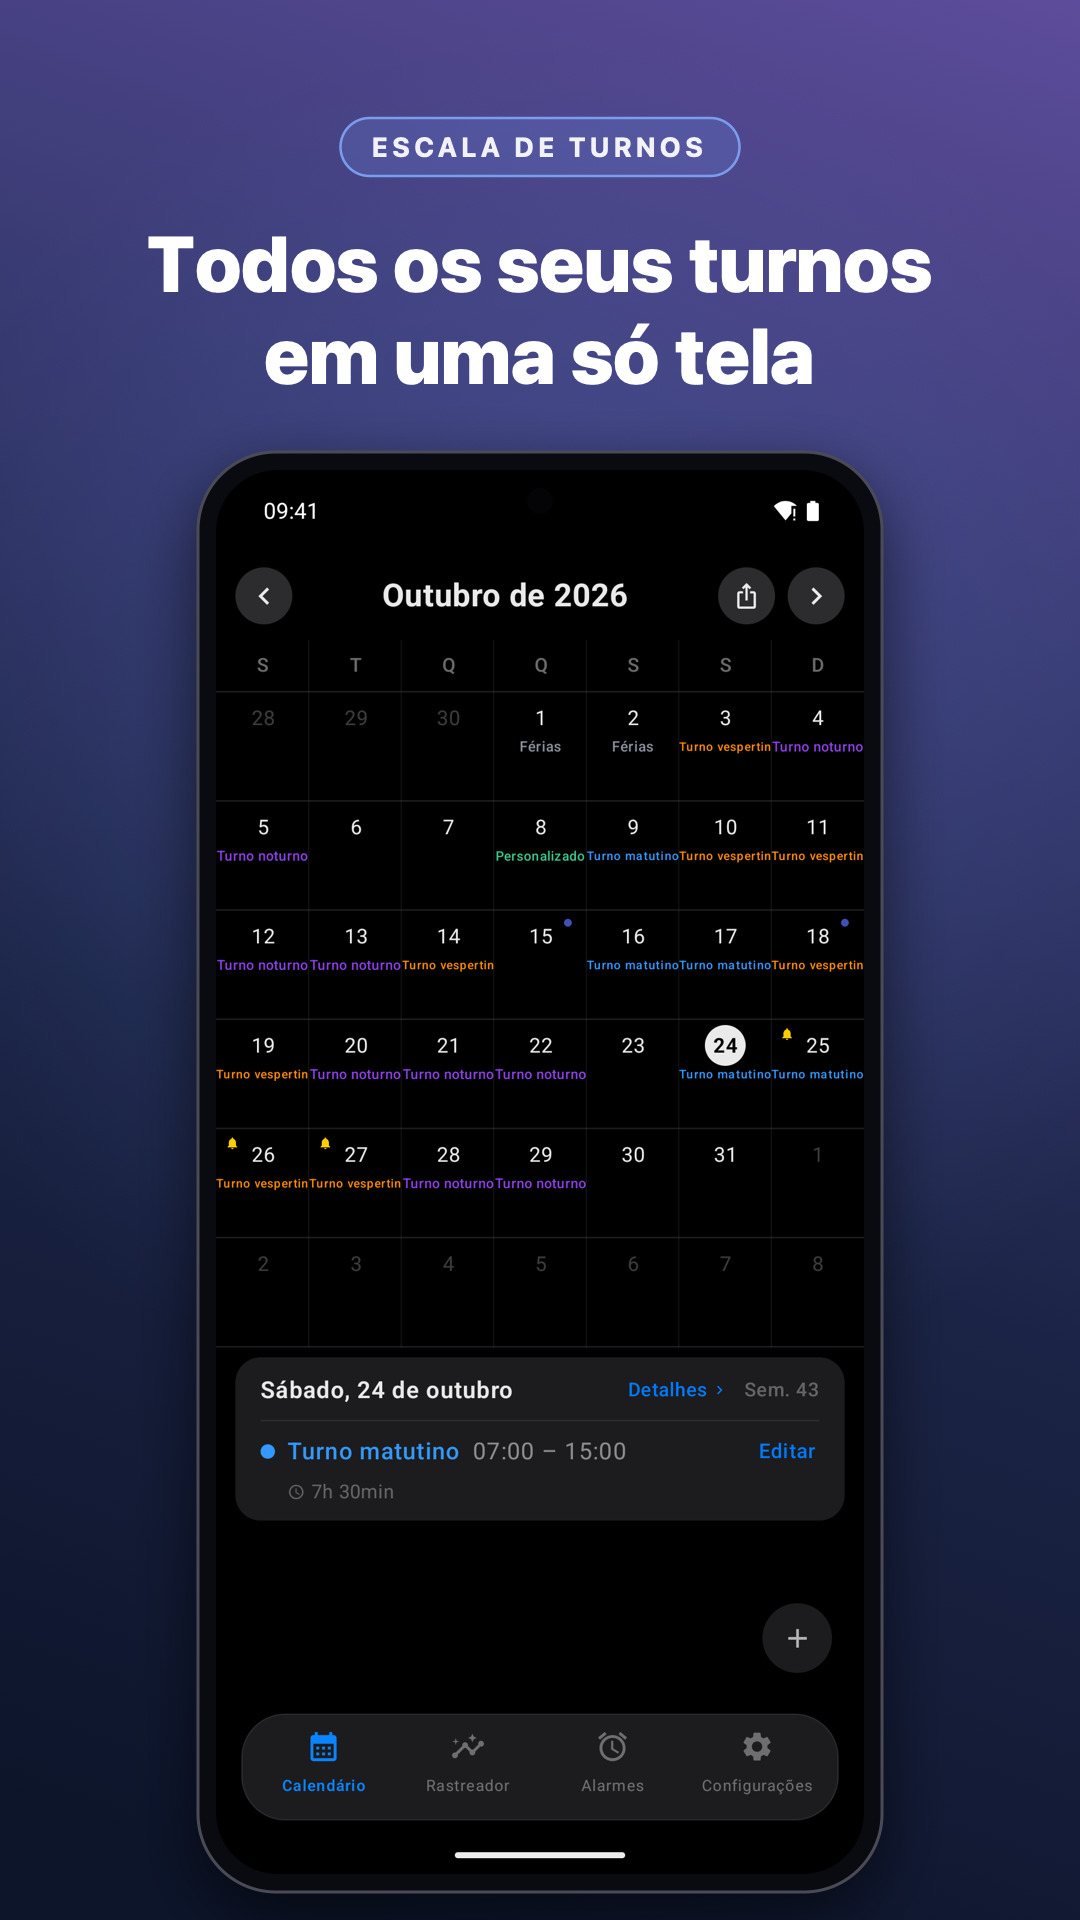 ESCALA DE TURNOS
Todos os seus turnos
em uma só tela
09:41
Outubro de 2026
S T Q Q S S D
28 29 30 1 2 3 4
Férias Férias Turno vespertin Turno noturno
5 6 7 8 9 10 11
Turno noturno Personalizado Turno matutino Turno vespertin Turno vespertin
12 13 14 15 16 17 18
Turno noturno Turno noturno Turno vespertin Turno matutino Turno matutino Turno vespertin
19 20 21 22 23 24 25
Turno vespertin Turno noturno Turno noturno Turno noturno Turno matutino Turno matutino
26 27 28 29 30 31 1
Turno vespertin Turno vespertin Turno noturno Turno noturno
2 3 4 5 6 7 8
Sábado, 24 de outubro Detalhes > Sem. 43
Turno matutino 07:00 – 15:00 Editar
7h 30min
+
Calendário Rastreador Alarmes Configurações